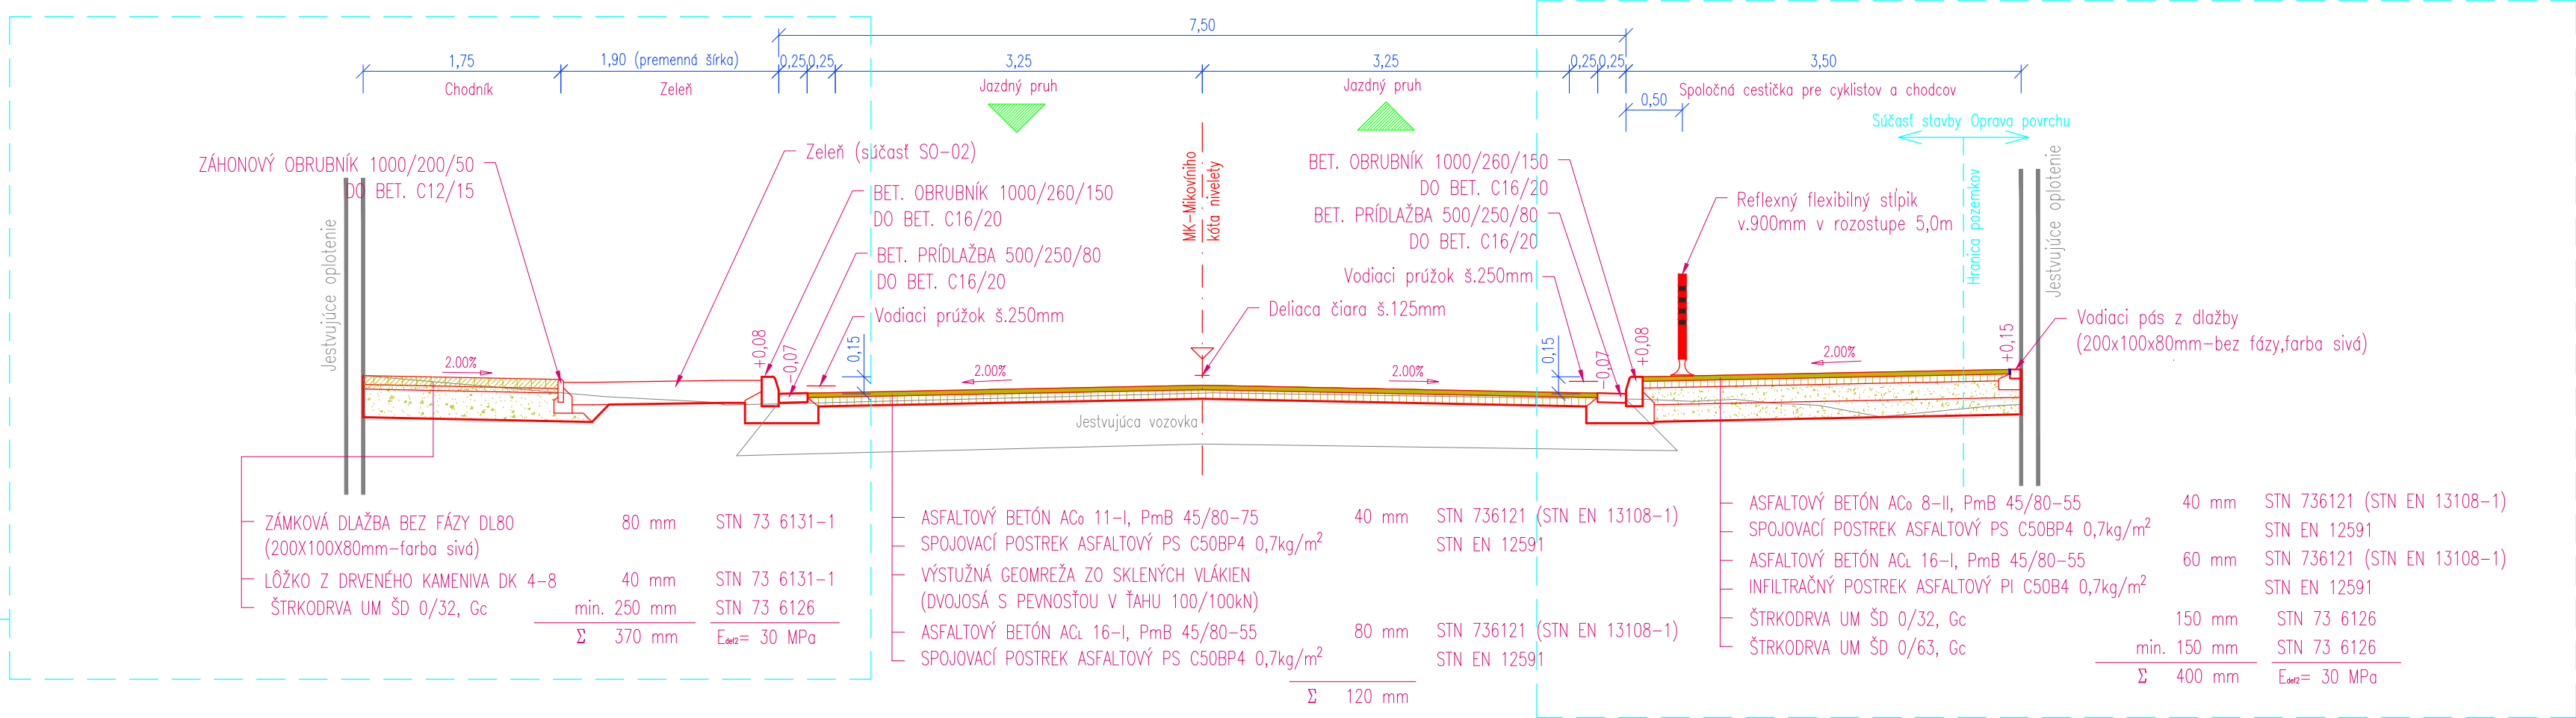 7,50
1,75
1,90 (premenná šírka)
0,25
0,25
3,25
3,25
0,25
0,25
3,50
Chodník
Zeleň
Jazdný pruh
Jazdný pruh
Spoločná cestička pre cyklistov a chodcov
0,50
Súčasť stavby Oprava povrchu
ZÁHONOVÝ OBRUBNÍK 1000/200/50
DO BET. C12/15
Zeleň (súčasť SO-02)
BET. OBRUBNÍK 1000/260/150
DO BET. C16/20
BET. PRÍDLAŽBA 500/250/80
DO BET. C16/20
Vodiaci prúžok š.250mm
MK-Mikovíniho
kóta nivelety
Deliaca čiara š.125mm
BET. OBRUBNÍK 1000/260/150
DO BET. C16/20
BET. PRÍDLAŽBA 500/250/80
DO BET. C16/20
Vodiaci prúžok š.250mm
Reflexný flexibilný stĺpik
v.900mm v rozostupe 5,0m
Hranica pozemkov
Jestvujúce oplotenie
Jestvujúce oplotenie
Vodiaci pás z dlažby
(200x100x80mm-bez fázy,farba sivá)
2.00%
+0,08
-0,07
0,15
2.00%
2.00%
0,15
-0,07
+0,08
2.00%
+0,15
Jestvujúca vozovka
ZÁMKOVÁ DLAŽBA BEZ FÁZY DL80 80 mm STN 73 6131-1
(200X100X80mm-farba sivá)
LÔŽKO Z DRVENÉHO KAMENIVA DK 4-8 40 mm STN 73 6131-1
ŠTRKODRVA UM ŠD 0/32, Gc min. 250 mm STN 73 6126
Σ 370 mm Edef2= 30 MPa
ASFALTOVÝ BETÓN ACo 11-I, PmB 45/80-75 40 mm STN 736121 (STN EN 13108-1)
SPOJOVACÍ POSTREK ASFALTOVÝ PS C50BP4 0,7kg/m² STN EN 12591
VÝSTUŽNÁ GEOMREŽA ZO SKLENÝCH VLÁKIEN
(DVOJOSÁ S PEVNOSŤOU V ŤAHU 100/100kN)
ASFALTOVÝ BETÓN ACL 16-I, PmB 45/80-55 80 mm STN 736121 (STN EN 13108-1)
SPOJOVACÍ POSTREK ASFALTOVÝ PS C50BP4 0,7kg/m² STN EN 12591
Σ 120 mm
ASFALTOVÝ BETÓN ACo 8-II, PmB 45/80-55 40 mm STN 736121 (STN EN 13108-1)
SPOJOVACÍ POSTREK ASFALTOVÝ PS C50BP4 0,7kg/m² STN EN 12591
ASFALTOVÝ BETÓN ACL 16-I, PmB 45/80-55 60 mm STN 736121 (STN EN 13108-1)
INFILTRAČNÝ POSTREK ASFALTOVÝ PI C50B4 0,7kg/m² STN EN 12591
ŠTRKODRVA UM ŠD 0/32, Gc 150 mm STN 73 6126
ŠTRKODRVA UM ŠD 0/63, Gc min. 150 mm STN 73 6126
Σ 400 mm Edef2= 30 MPa